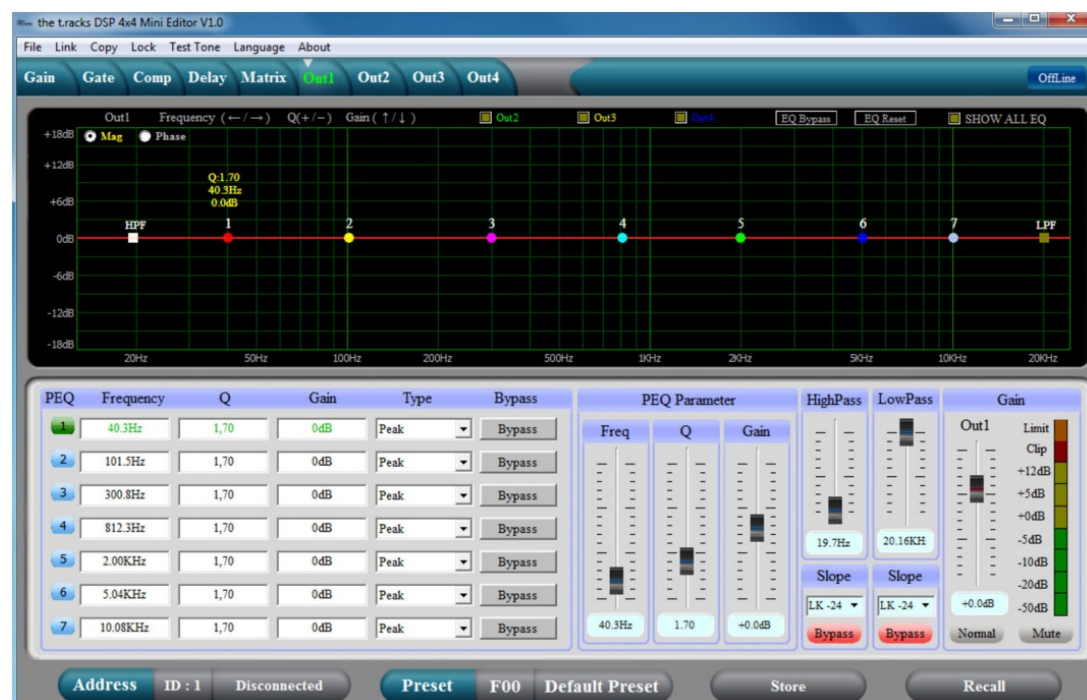 the t.racks DSP 4x4 Mini Editor V1.0
File Link Copy Lock Test Tone Language About
Gain Gate Comp Delay Matrix Out1 Out2 Out3 Out4 OffLine
Out1 Frequency (←/→) Q(+/−) Gain (↑/↓) Out2 Out3 Out4 EQ Bypass EQ Reset SHOW ALL EQ
+18dB Mag Phase
+12dB
Q:1.70
40.3Hz
+6dB 0.0dB
HPF 1 2 3 4 5 6 7 LPF
0dB
-6dB
-12dB
-18dB
20Hz 50Hz 100Hz 200Hz 500Hz 1KHz 2KHz 5KHz 10KHz 20KHz
PEQ Frequency Q Gain Type Bypass PEQ Parameter HighPass LowPass Gain
1 40.3Hz 1,70 0dB Peak Bypass Freq Q Gain Out1 Limit
Clip
2 101.5Hz 1,70 0dB Peak Bypass +12dB
3 300.8Hz 1,70 0dB Peak Bypass +5dB
+0dB
4 812.3Hz 1,70 0dB Peak Bypass 19.7Hz 20.16KH -5dB
5 2.00KHz 1,70 0dB Peak Bypass -10dB
Slope Slope -20dB
6 5.04KHz 1,70 0dB Peak Bypass LK -24 LK -24 +0.0dB -50dB
7 10.08KHz 1,70 0dB Peak Bypass 40.3Hz 1.70 +0.0dB Bypass Bypass Normal Mute
Address ID : 1 Disconnected Preset F00 Default Preset Store Recall